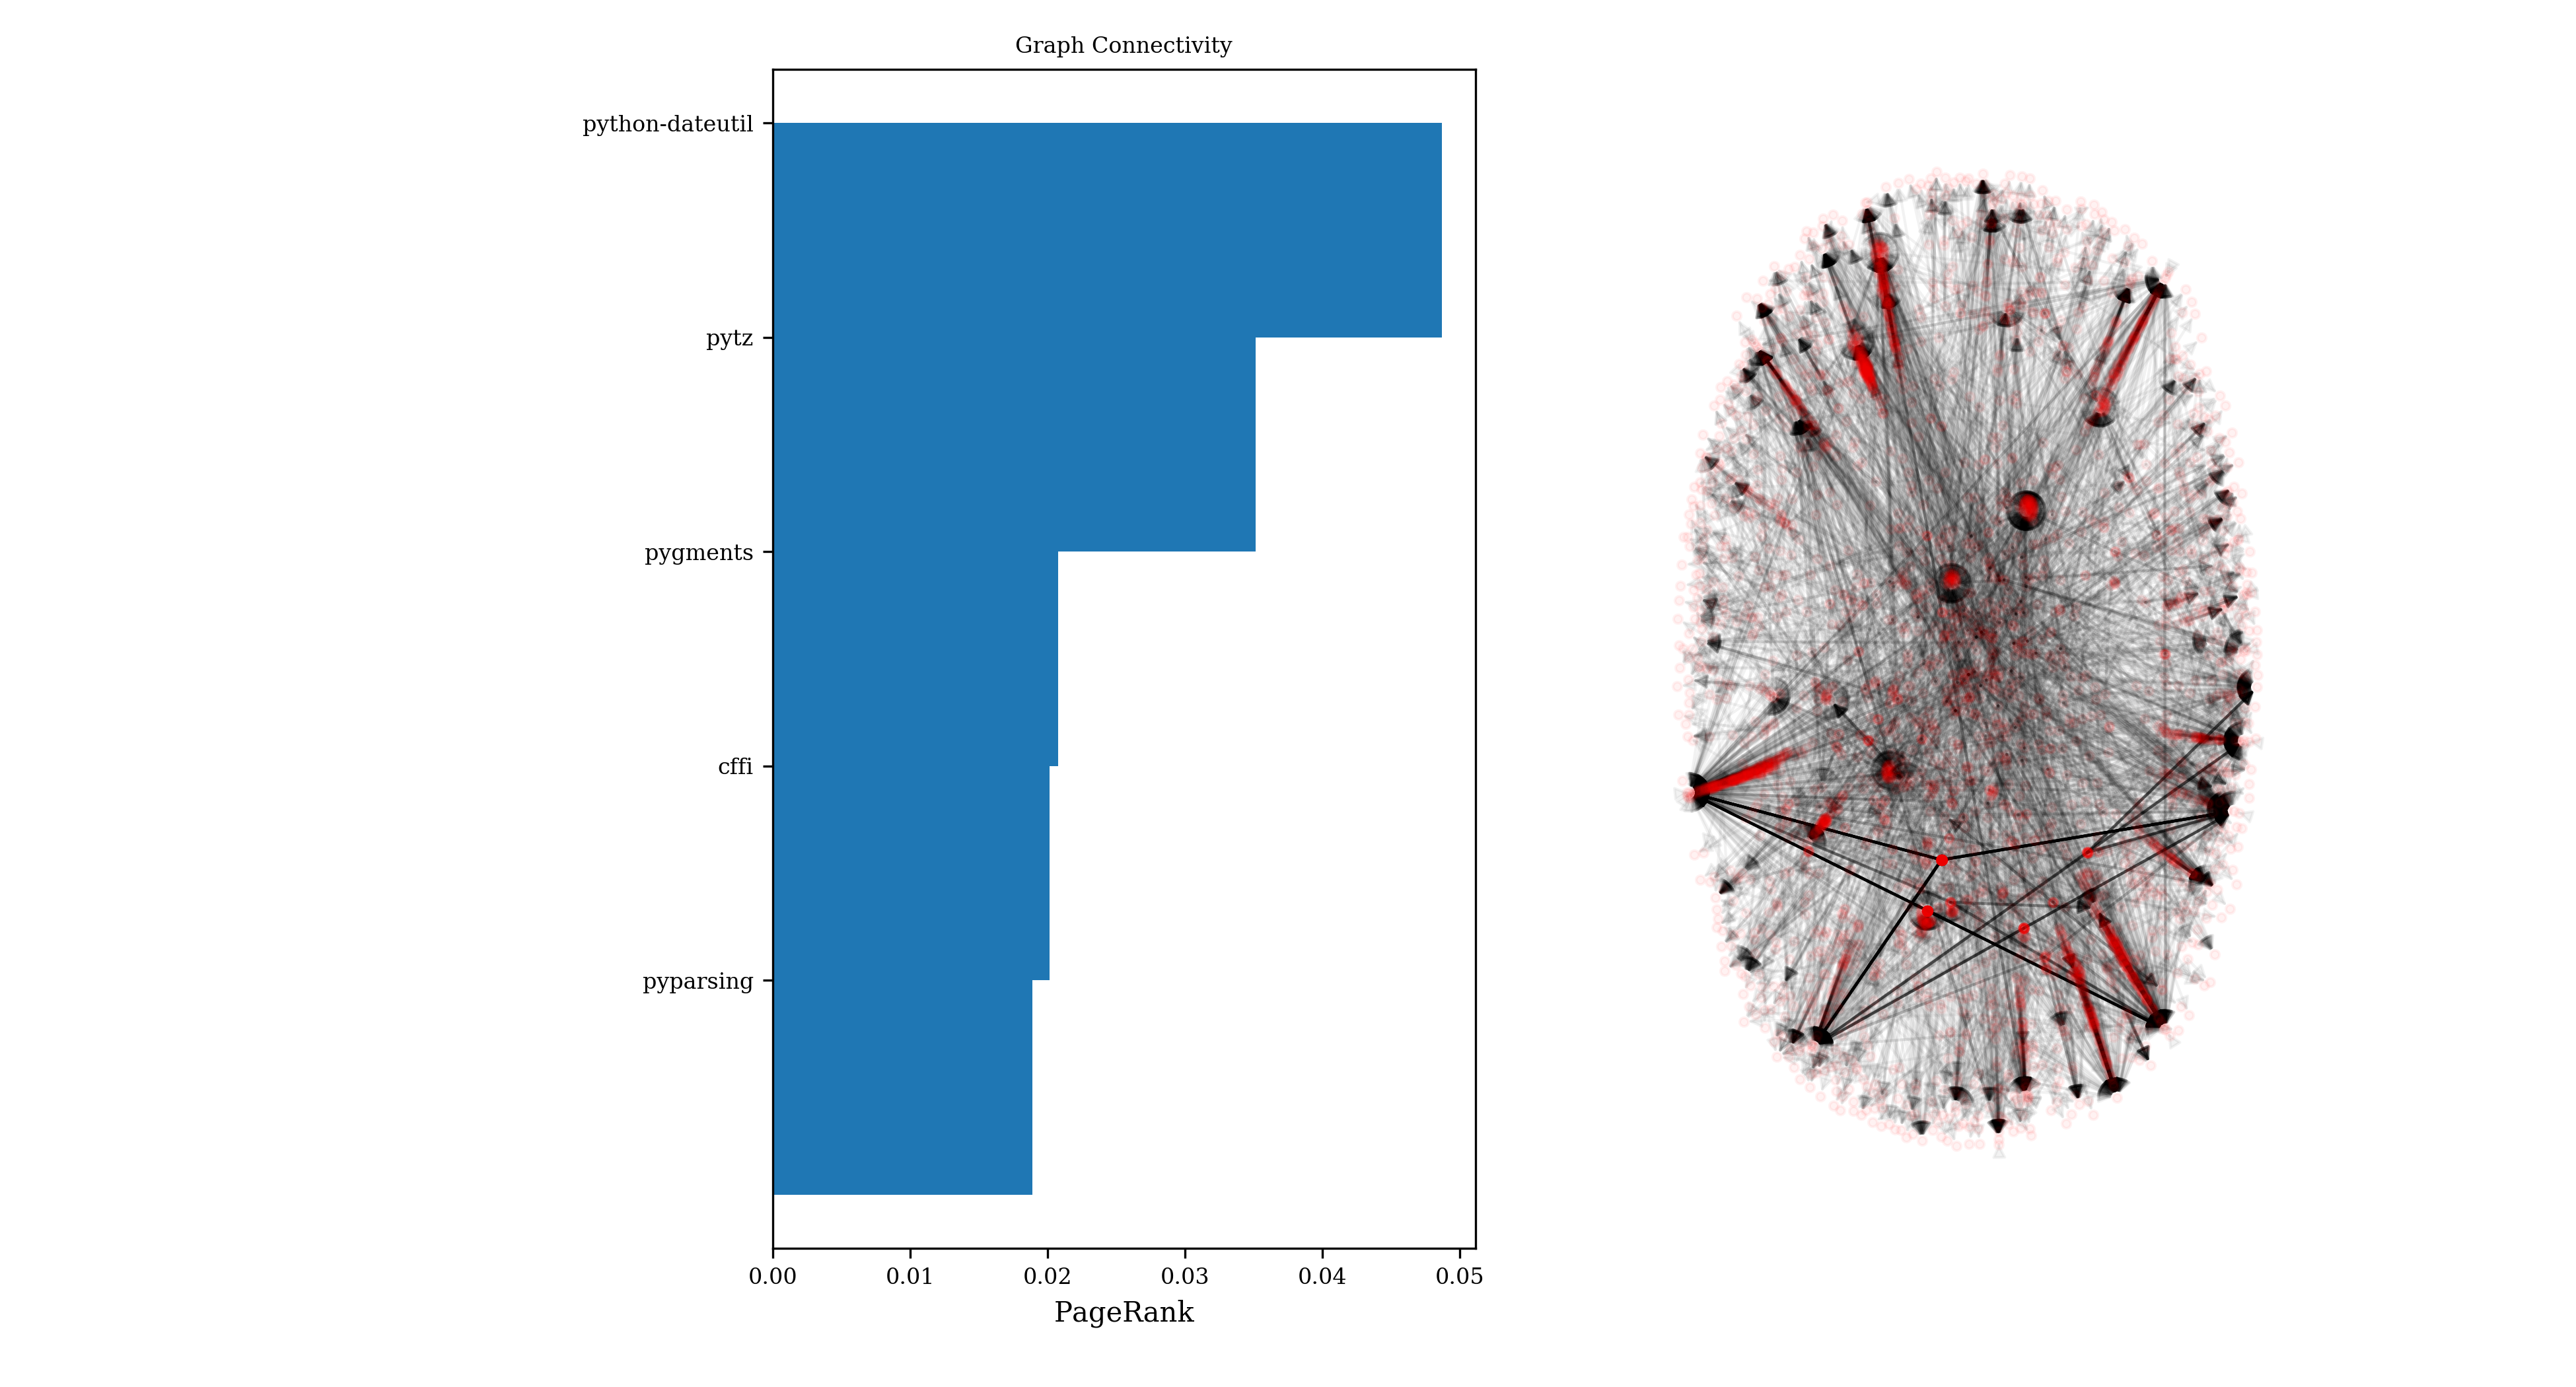 Graph Connectivity
python-dateutil
pytz
pygments
cffi
pyparsing
0.00 0.01 0.02 0.03 0.04 0.05
PageRank